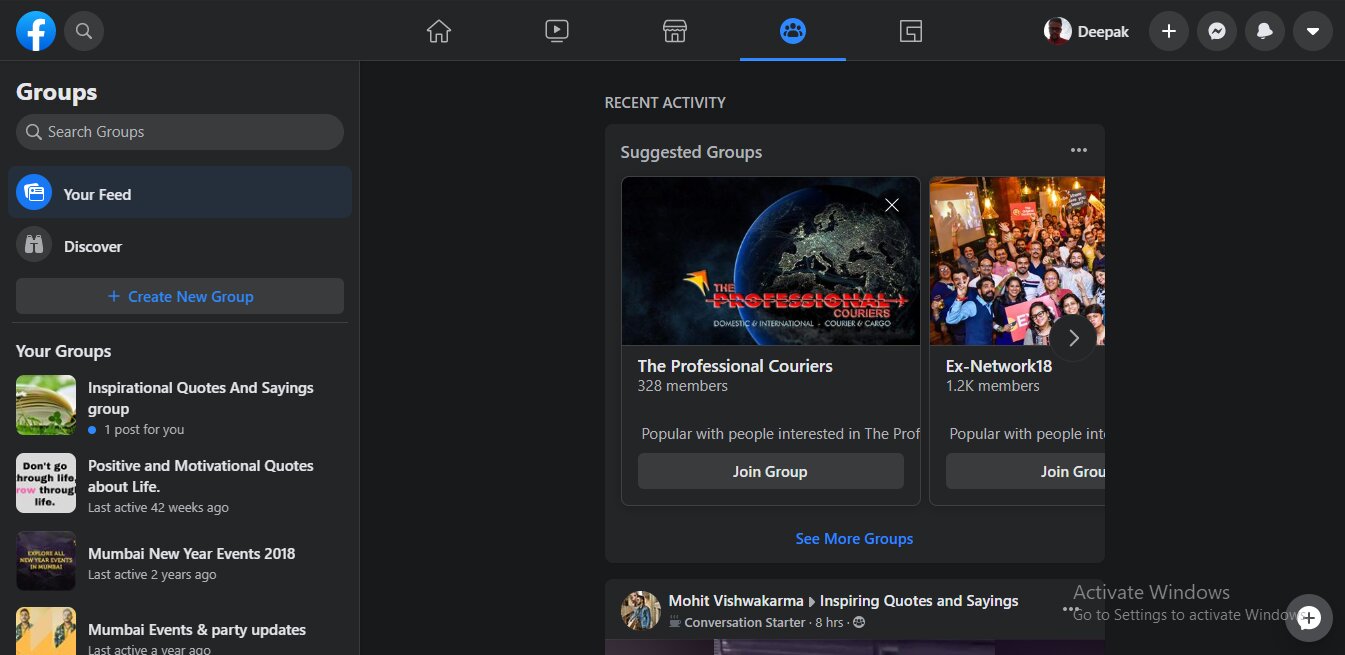 Deepak
Groups
Search Groups
Your Feed
Discover
+ Create New Group
Your Groups
Inspirational Quotes And Sayings
group
1 post for you
Don't go
hrough life,
row through
life.
Positive and Motivational Quotes
about Life.
Last active 42 weeks ago
EXPLORE ALL
NEW YEAR EVENTS
IN MUMBAI
Mumbai New Year Events 2018
Last active 2 years ago
Mumbai Events & party updates
Last active a year ago
RECENT ACTIVITY
Suggested Groups
THE
PROFESSIONAL
COURIERS
DOMESTIC & INTERNATIONAL - COURIER & CARGO
The Professional Couriers
328 members
Popular with people interested in The Prof
Join Group
Ex-Network18
1.2K members
Popular with people inte
Join Grou
See More Groups
Mohit Vishwakarma Inspiring Quotes and Sayings
Conversation Starter · 8 hrs ·
Activate Windows
Go to Settings to activate Windows